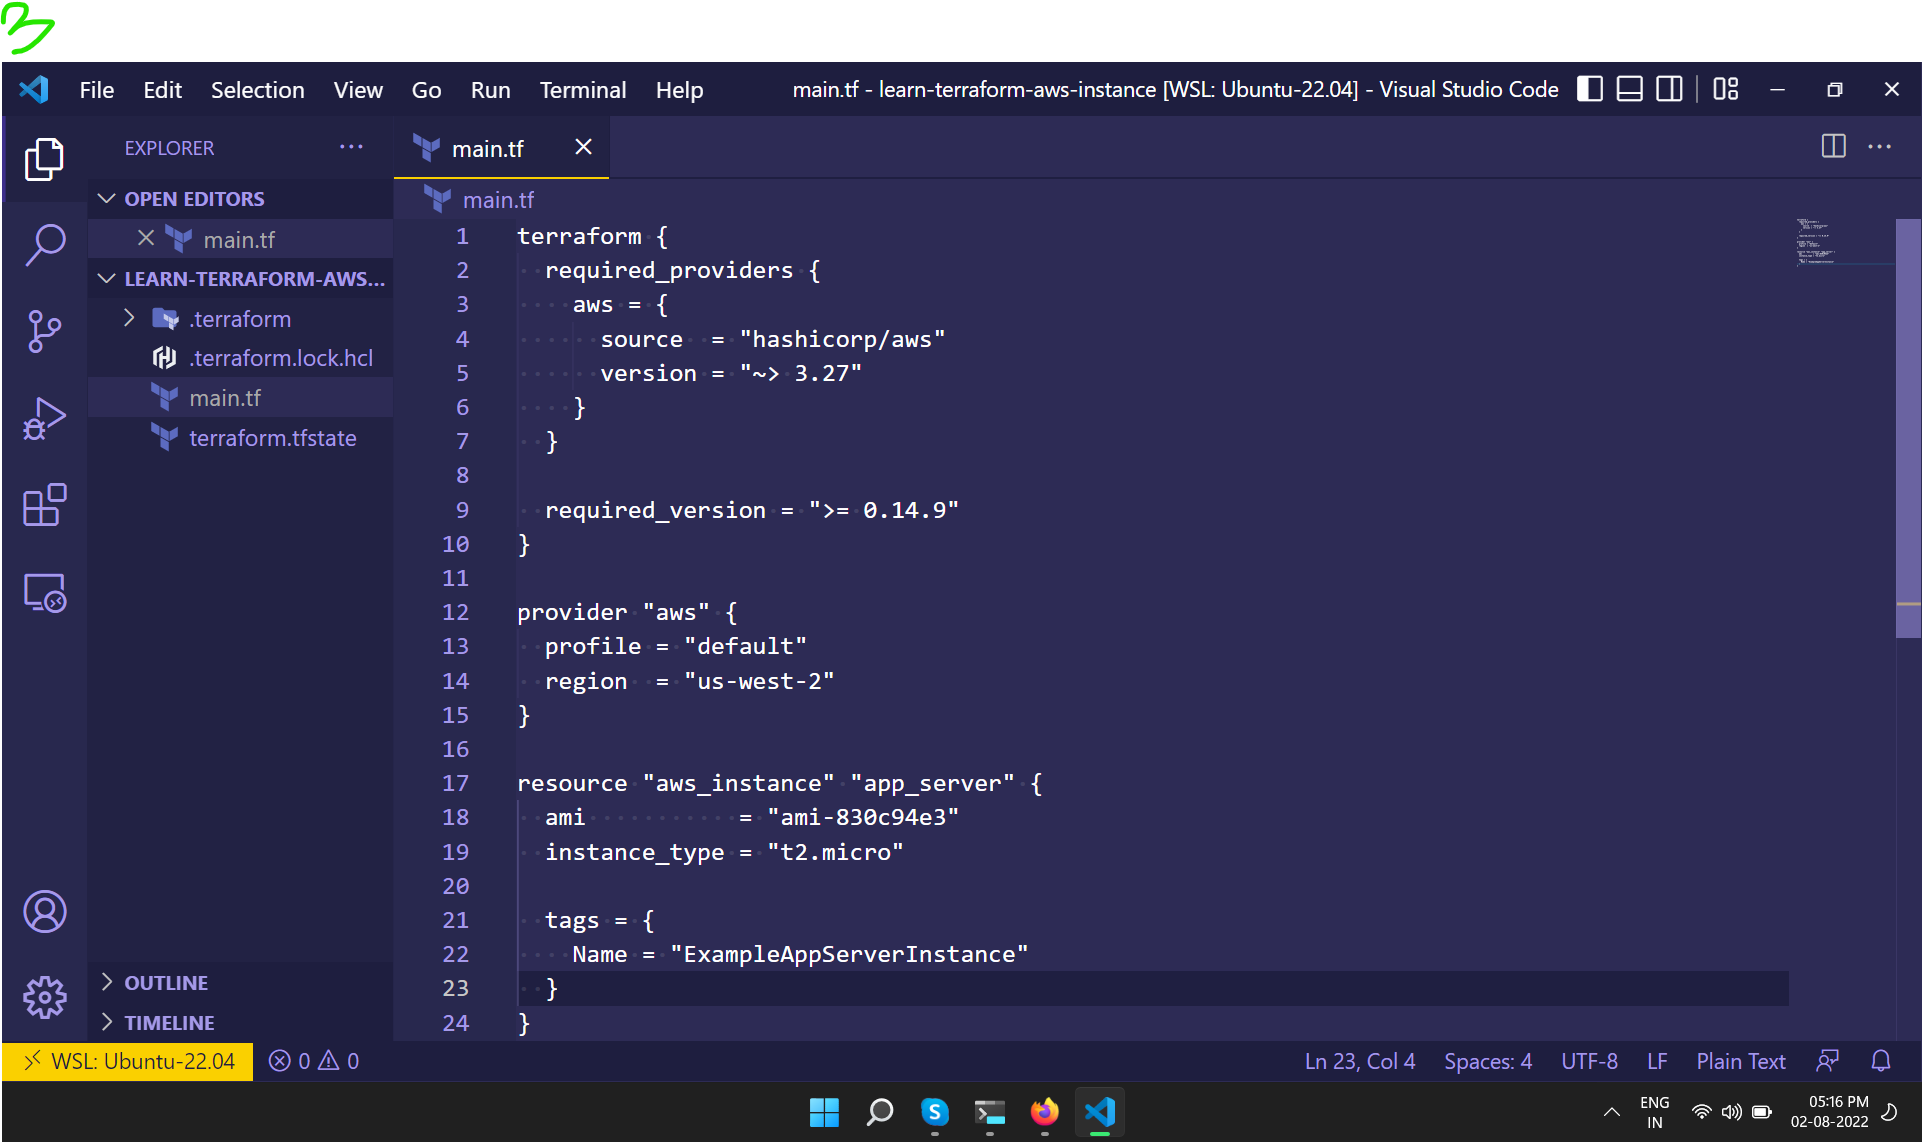 3
File Edit Selection View Go Run Terminal Help main.tf - learn-terraform-aws-instance [WSL: Ubuntu-22.04] - Visual Studio Code
EXPLORER
OPEN EDITORS
main.tf
LEARN-TERRAFORM-AWS...
.terraform
.terraform.lock.hcl
main.tf
terraform.tfstate
OUTLINE
TIMELINE
main.tf
main.tf
1 terraform {
2   required_providers {
3     aws = {
4       source  = "hashicorp/aws"
5       version = "~> 3.27"
6     }
7   }
8
9   required_version = ">= 0.14.9"
10 }
11
12 provider "aws" {
13   profile = "default"
14   region  = "us-west-2"
15 }
16
17 resource "aws_instance" "app_server" {
18   ami           = "ami-830c94e3"
19   instance_type = "t2.micro"
20
21   tags = {
22     Name = "ExampleAppServerInstance"
23   }
24 }
WSL: Ubuntu-22.04 0 0 Ln 23, Col 4 Spaces: 4 UTF-8 LF Plain Text
ENG
IN
05:16 PM
02-08-2022